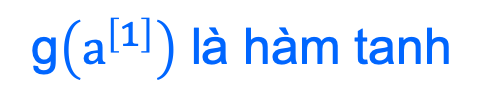 g(a^[1]) là hàm tanh